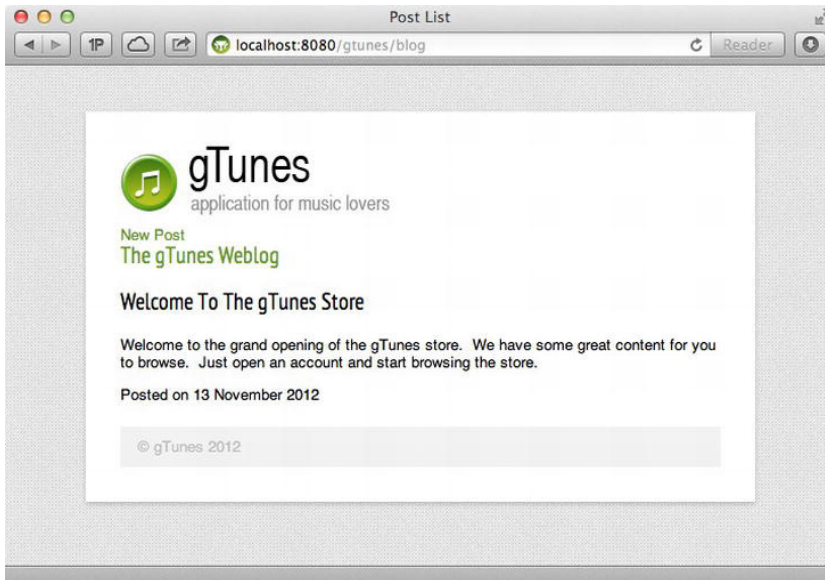 Post List
1P
localhost:8080/gtunes/blog
Reader
gTunes
application for music lovers
New Post
The gTunes Weblog
Welcome To The gTunes Store
Welcome to the grand opening of the gTunes store. We have some great content for you
to browse. Just open an account and start browsing the store.
Posted on 13 November 2012
© gTunes 2012